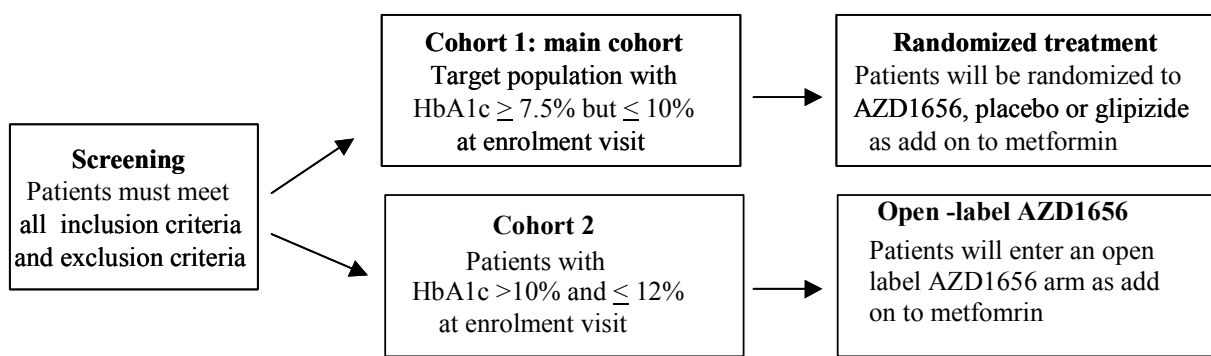 Screening
Patients must meet
all inclusion criteria
and exclusion criteria
Cohort 1: main cohort
Target population with
HbA1c ≥ 7.5% but ≤ 10%
at enrolment visit
Randomized treatment
Patients will be randomized to
AZD1656, placebo or glipizide
as add on to metformin
Cohort 2
Patients with
HbA1c >10% and ≤ 12%
at enrolment visit
Open -label AZD1656
Patients will enter an open
label AZD1656 arm as add
on to metfomrin